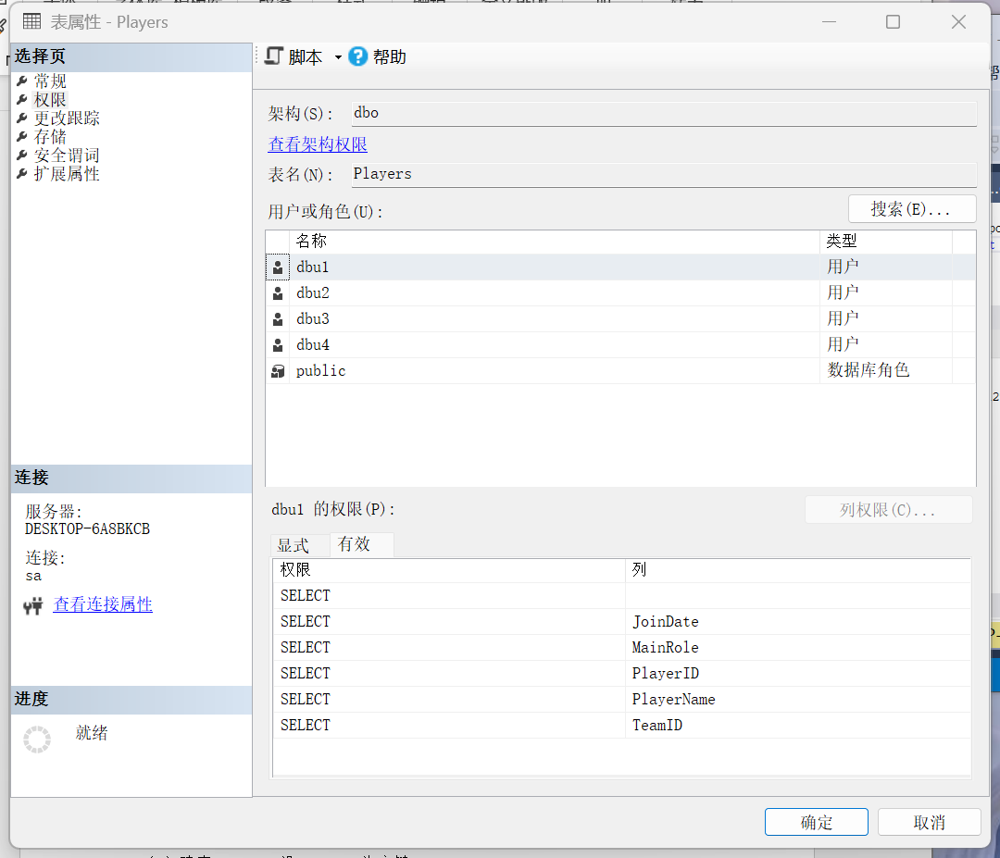 表属性 - Players
选择页
常规
权限
更改跟踪
存储
安全谓词
扩展属性
脚本 帮助
架构(S): dbo
查看架构权限
表名(N): Players
用户或角色(U):
搜索(E)...
名称 类型
dbu1 用户
dbu2 用户
dbu3 用户
dbu4 用户
public 数据库角色
连接
服务器:
DESKTOP-6A8BKCB
连接:
sa
查看连接属性
进度
就绪
dbu1 的权限(P):
列权限(C)...
显式 有效
权限 列
SELECT
SELECT JoinDate
SELECT MainRole
SELECT PlayerID
SELECT PlayerName
SELECT TeamID
确定 取消